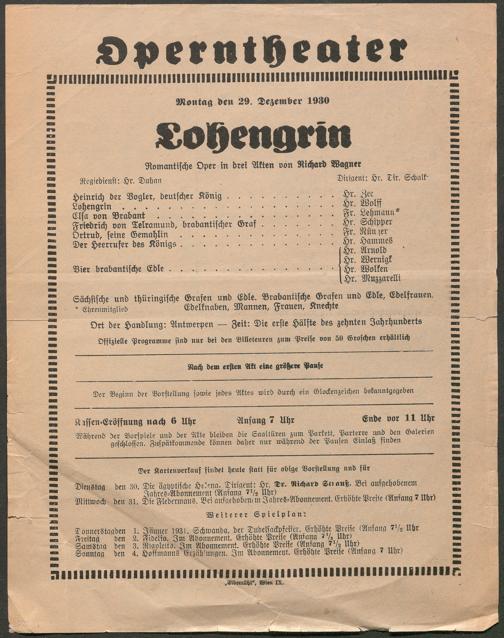 Operntheater
Montag den 29. Dezember 1930
Lohengrin
Romantische Oper in drei Akten von Richard Wagner
Regiedienst: Hr. Duhan Dirigent: Hr. Dir. Schalk
Heinrich der Vogler, deutscher König . . . . . . . . . . Hr. Zec
Lohengrin . . . . . . . . . . Hr. Wolff
Elsa von Brabant . . . . . . . . . . Fr. Lehmann*
Friedrich von Telramund, brabantischer Graf . . . . . . . . . . Hr. Schipper
Ortrud, seine Gemahlin . . . . . . . . . . Fr. Rünger
Der Heerrufer des Königs . . . . . . . . . . Hr. Hammes
Hr. Arnold
Hr. Wernigk
Vier brabantische Edle . . . . . . . . . . Hr. Wolken
Hr. Muzzarelli
Sächsische und thüringische Grafen und Edle. Brabantische Grafen und Edle, Edelfrauen,
* Ehrenmitglied Edelknaben, Mannen, Frauen, Knechte
Ort der Handlung: Antwerpen — Zeit: Die erste Hälfte des zehnten Jahrhunderts
Offizielle Programme sind nur bei den Billeteuren zum Preise von 50 Groschen erhältlich
Nach dem ersten Akt eine größere Pause
Der Beginn der Vorstellung sowie jedes Aktes wird durch ein Glockenzeichen bekanntgegeben
Kassen-Eröffnung nach 6 Uhr Anfang 7 Uhr Ende vor 11 Uhr
Während der Vorspiele und der Akte bleiben die Saaltüren zum Parkett, Parterre und den Galerien
geschlossen. Zuspätkommende können daher nur während der Pausen Einlaß finden
Der Kartenverkauf findet heute statt für obige Vorstellung und für
Dienstag den 30. Die ägyptische Helena. Dirigent: Hr. Dr. Richard Strauß. Bei aufgehobenem
Jahres-Abonnement (Anfang 7½ Uhr)
Mittwoch den 31. Die Fledermaus. Bei aufgehobenem Jahres-Abonnement. Erhöhte Preise (Anfang 7 Uhr)
Weiterer Spielplan:
Donnerstag den 1. Jänner 1931. Schwanda, der Dudelsackpfeifer. Erhöhte Preise (Anfang 7½ Uhr)
Freitag den 2. Fidelio. Im Abonnement. Erhöhte Preise (Anfang 7½ Uhr)
Samstag den 3. Rigoletto. Im Abonnement. Erhöhte Preise (Anfang 7½ Uhr)
Sonntag den 4. Hoffmanns Erzählungen. Im Abonnement. Erhöhte Preise (Anfang 7 Uhr)
„Elbemühl“, Wien IX.